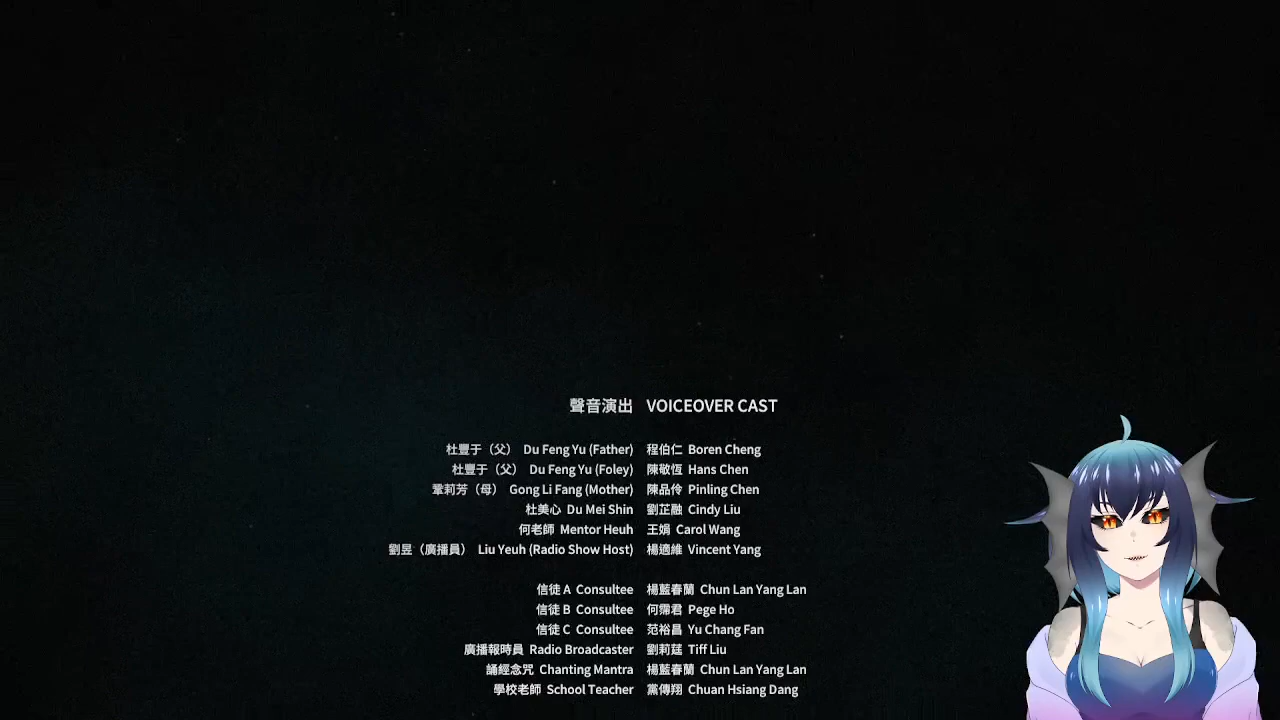 聲音演出 VOICEOVER CAST
杜豐于（父） Du Feng Yu (Father) 程伯仁 Boren Cheng
杜豐于（父） Du Feng Yu (Foley) 陳敬恆 Hans Chen
鞏莉芳（母） Gong Li Fang (Mother) 陳品伶 Pinling Chen
杜美心 Du Mei Shin 劉芷融 Cindy Liu
何老師 Mentor Heuh 王娟 Carol Wang
劉昱（廣播員） Liu Yeuh (Radio Show Host) 楊適維 Vincent Yang
信徒 A Consultee 楊藍春蘭 Chun Lan Yang Lan
信徒 B Consultee 何霈君 Pege Ho
信徒 C Consultee 范裕昌 Yu Chang Fan
廣播報時員 Radio Broadcaster 劉莉莛 Tiff Liu
誦經念咒 Chanting Mantra 楊藍春蘭 Chun Lan Yang Lan
學校老師 School Teacher 黨傳翔 Chuan Hsiang Dang